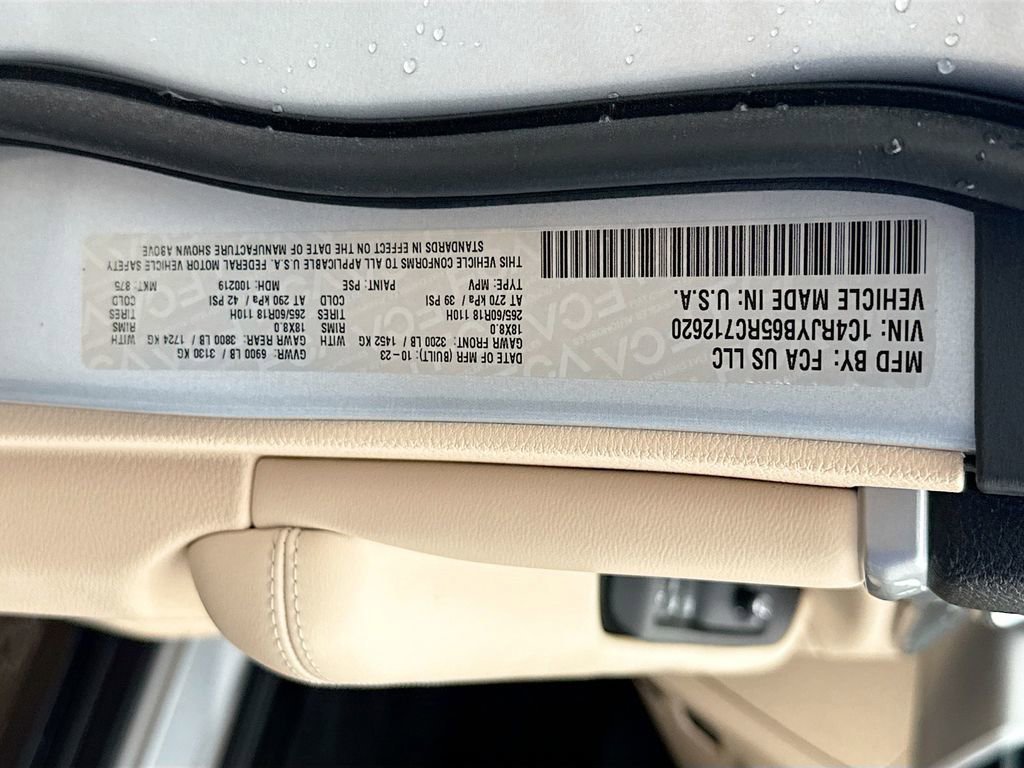 MFD BY: FCA US LLC
VIN: 1C4RJYB65RC712620
VEHICLE MADE IN: U.S.A.
DATE OF MFR (BUILT): 10-23 GVWR: 6900 LB / 3130 KG
GAWR FRONT: 3200 LB / 1452 KG WITH GAWR REAR: 3800 LB / 1724 KG WITH
18X8.0 RIMS 18X8.0 RIMS
265/60R18 110H TIRES 265/60R18 110H TIRES
AT 270 kPa / 39 PSI COLD AT 290 kPa / 42 PSI COLD
TYPE: MPV PAINT: PSE MDH: 100219 MKT: 875
THIS VEHICLE CONFORMS TO ALL APPLICABLE U.S.A. FEDERAL MOTOR VEHICLE SAFETY
STANDARDS IN EFFECT ON THE DATE OF MANUFACTURE SHOWN ABOVE